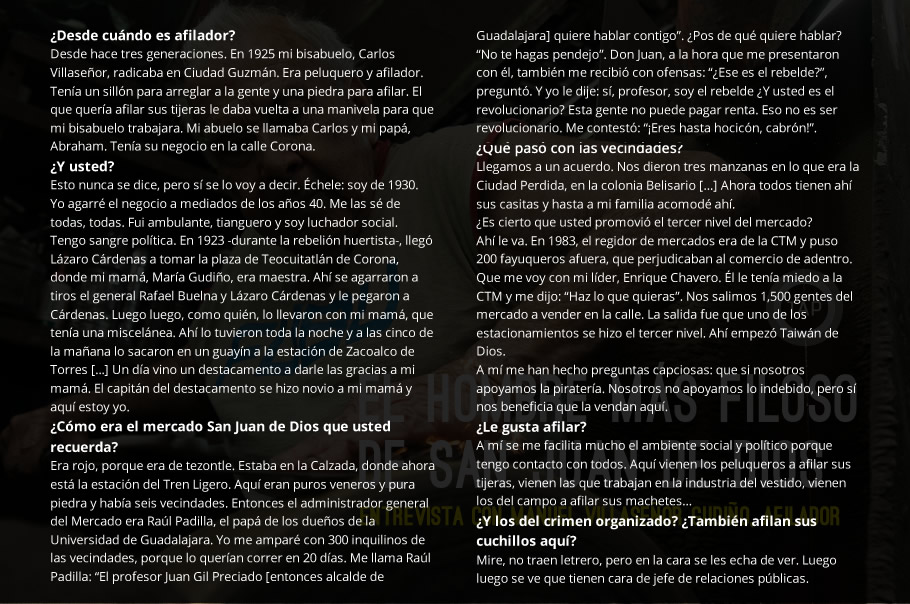 ¿Desde cuándo es afilador?
Desde hace tres generaciones. En 1925 mi bisabuelo, Carlos
Villaseñor, radicaba en Ciudad Guzmán. Era peluquero y afilador.
Tenía un sillón para arreglar a la gente y una piedra para afilar. El
que quería afilar sus tijeras le daba vuelta a una manivela para que
mi bisabuelo trabajara. Mi abuelo se llamaba Carlos y mi papá,
Abraham. Tenía su negocio en la calle Corona.
¿Y usted?
Esto nunca se dice, pero sí se lo voy a decir. Échele: soy de 1930.
Yo agarré el negocio a mediados de los años 40. Me las sé de
todas, todas. Fui ambulante, tianguero y soy luchador social.
Tengo sangre política. En 1923 -durante la rebelión huertista-, llegó
Lázaro Cárdenas a tomar la plaza de Teocuitatlán de Corona,
donde mi mamá, María Gudiño, era maestra. Ahí se agarraron a
tiros el general Rafael Buelna y Lázaro Cárdenas y le pegaron a
Cárdenas. Luego luego, como quién, lo llevaron con mi mamá, que
tenía una miscelánea. Ahí lo tuvieron toda la noche y a las cinco de
la mañana lo sacaron en un guayín a la estación de Zacoalco de
Torres [...] Un día vino un destacamento a darle las gracias a mi
mamá. El capitán del destacamento se hizo novio a mi mamá y
aquí estoy yo.
¿Cómo era el mercado San Juan de Dios que usted
recuerda?
Era rojo, porque era de tezontle. Estaba en la Calzada, donde ahora
está la estación del Tren Ligero. Aquí eran puros veneros y pura
piedra y había seis vecindades. Entonces el administrador general
del Mercado era Raúl Padilla, el papá de los dueños de la
Universidad de Guadalajara. Yo me amparé con 300 inquilinos de
las vecindades, porque lo querían correr en 20 días. Me llama Raúl
Padilla: “El profesor Juan Gil Preciado [entonces alcalde de
Guadalajara] quiere hablar contigo”. ¿Pos de qué quiere hablar?
“No te hagas pendejo”. Don Juan, a la hora que me presentaron
con él, también me recibió con ofensas: “¿Ese es el rebelde?”,
preguntó. Y yo le dije: sí, profesor, soy el rebelde ¿Y usted es el
revolucionario? Esta gente no puede pagar renta. Eso no es ser
revolucionario. Me contestó: “¡Eres hasta hocicón, cabrón!”.
¿Qué pasó con las vecindades?
Llegamos a un acuerdo. Nos dieron tres manzanas en lo que era la
Ciudad Perdida, en la colonia Belisario [...] Ahora todos tienen ahí
sus casitas y hasta a mi familia acomodé ahí.
¿Es cierto que usted promovió el tercer nivel del mercado?
Ahí le va. En 1983, el regidor de mercados era de la CTM y puso
200 fayuqueros afuera, que perjudicaban al comercio de adentro.
Que me voy con mi líder, Enrique Chavero. Él le tenía miedo a la
CTM y me dijo: “Haz lo que quieras”. Nos salimos 1,500 gentes del
mercado a vender en la calle. La salida fue que uno de los
estacionamientos se hizo el tercer nivel. Ahí empezó Taiwán de
Dios.
A mí me han hecho preguntas capciosas: que si nosotros
apoyamos la piratería. Nosotros no apoyamos lo indebido, pero sí
nos beneficia que la vendan aquí.
¿Le gusta afilar?
A mí se me facilita mucho el ambiente social y político porque
tengo contacto con todos. Aquí vienen los peluqueros a afilar sus
tijeras, vienen las que trabajan en la industria del vestido, vienen
los del campo a afilar sus machetes...
¿Y los del crimen organizado? ¿También afilan sus
cuchillos aquí?
Mire, no traen letrero, pero en la cara se les echa de ver. Luego
luego se ve que tienen cara de jefe de relaciones públicas.
EL HOMBRE MÁS FILOSO
DE SAN JUAN DE DIOS
ENTREVISTA CON MANUEL VILLASEÑOR GUDIÑO, AFILADOR